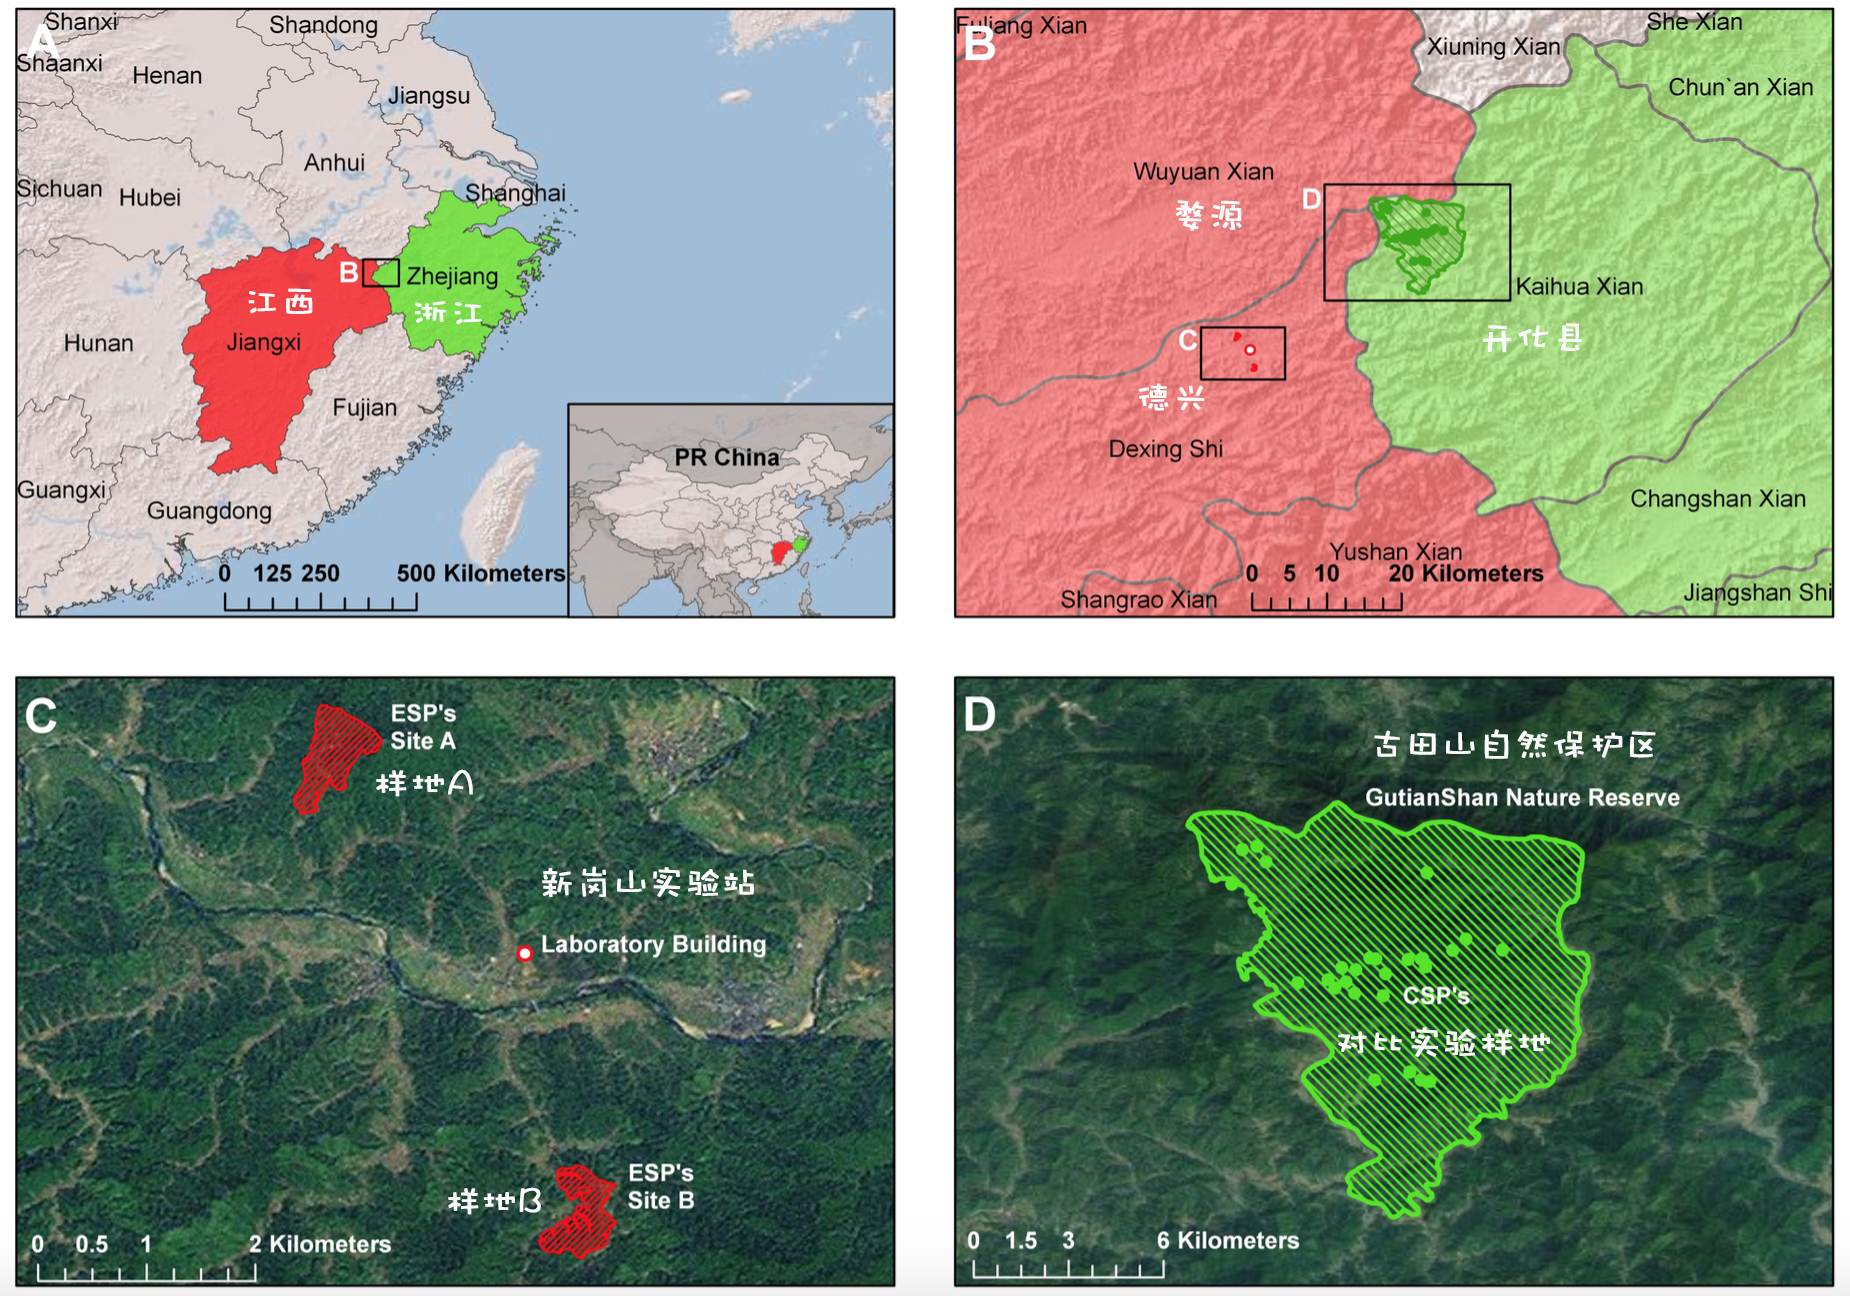 A
Shanxi
Shandong
Shaanxi
Henan
Jiangsu
Anhui
Sichuan
Hubei
Shanghai
B
Zhejiang
江西
浙江
Hunan
Jiangxi
Fujian
PR China
Guangxi
Guangdong
0 125 250 500 Kilometers
B
Fuliang Xian
She Xian
Xiuning Xian
Chun`an Xian
Wuyuan Xian
婺源
D
Kaihua Xian
开化县
C
德兴
Dexing Shi
Changshan Xian
Yushan Xian
0 5 10 20 Kilometers
Shangrao Xian
Jiangshan Shi
C
ESP's
Site A
样地A
新岗山实验站
Laboratory Building
ESP's
Site B
样地B
0 0.5 1 2 Kilometers
D
古田山自然保护区
GutianShan Nature Reserve
CSP's
对比实验样地
0 1.5 3 6 Kilometers